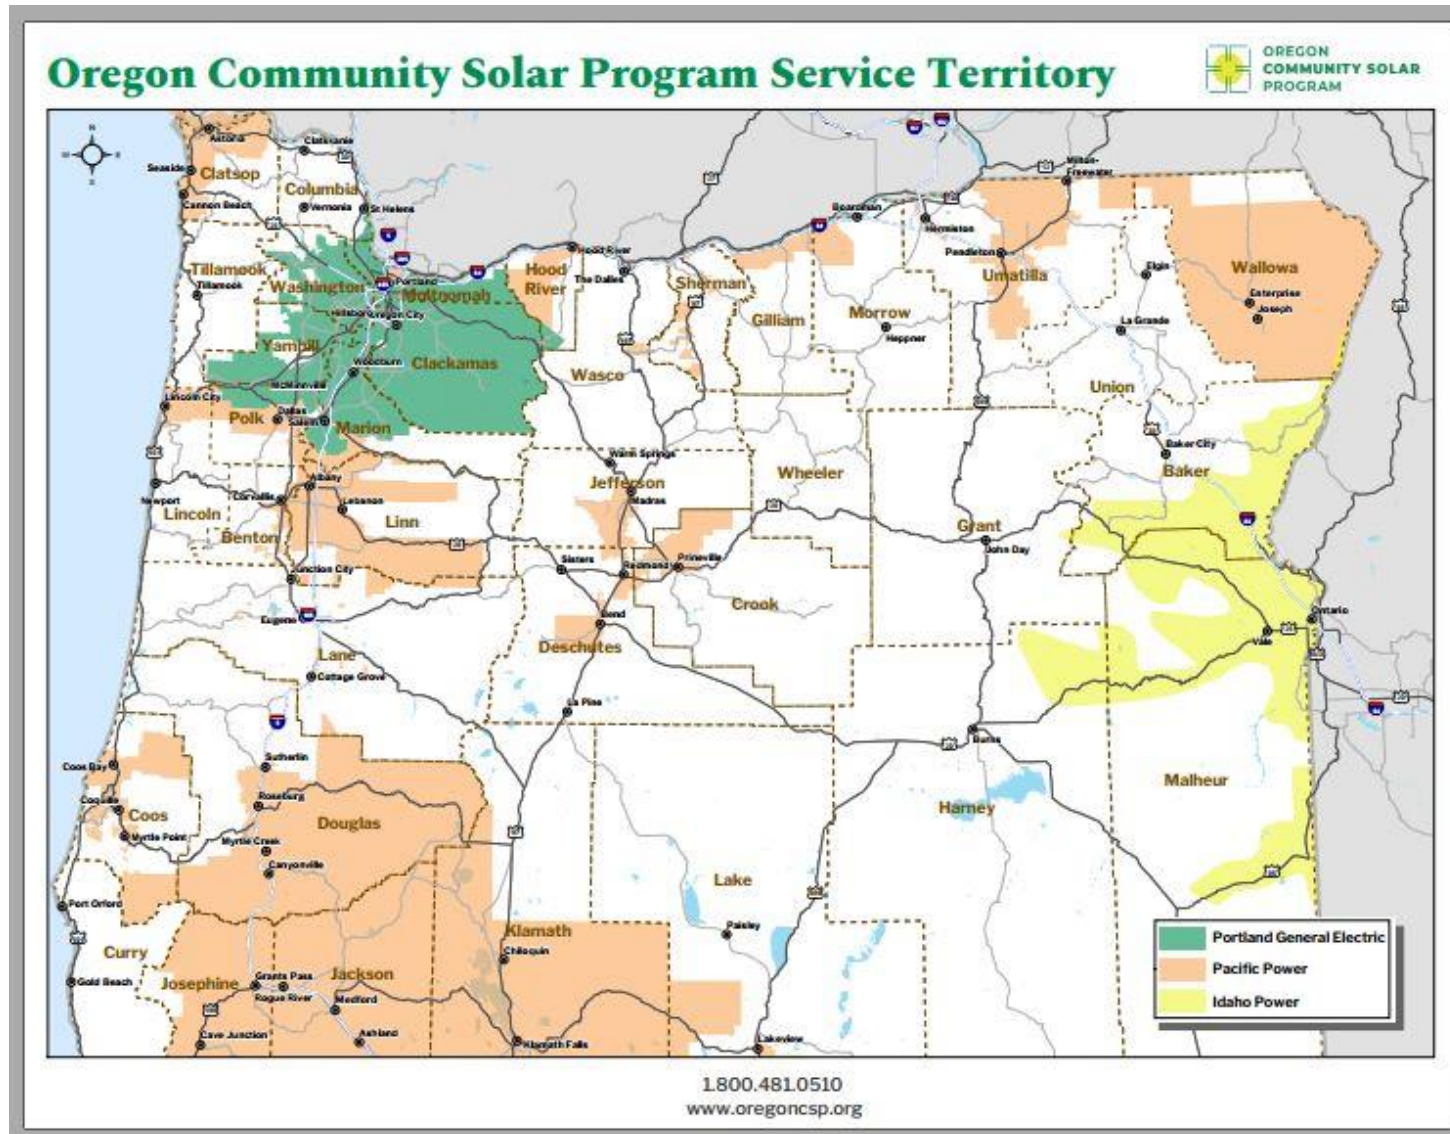 Oregon Community Solar Program Service Territory
OREGON
COMMUNITY SOLAR
PROGRAM
N
Astoria
Clatskanie
Seaside
Clatsop
Columbia
Cannon Beach
Vernonia
St Helens
Milton-
Freewater
Boardman
Hermiston
Hood River
Pendleton
Tillamook
Tillamook
Washington
Portland
Multnomah
Hood
River
The Dalles
Sherman
Umatilla
Elgin
Wallowa
Enterprise
Joseph
Hillsboro
Oregon City
Gilliam
Morrow
Heppner
La Grande
Yamhill
Woodburn
Clackamas
Wasco
Union
McMinnville
Lincoln City
Polk
Dallas
Salem
Marion
Baker City
Baker
Warm Springs
Jefferson
Madras
Wheeler
Albany
Newport
Corvallis
Lebanon
Lincoln
Linn
Benton
Grant
John Day
Sisters
Prineville
Redmond
Junction City
Crook
Ontario
Eugene
Bend
Vale
Deschutes
Lane
Cottage Grove
La Pine
Burns
Coos Bay
Sutherlin
Malheur
Coquille
Roseburg
Coos
Douglas
Harney
Myrtle Point
Myrtle Creek
Canyonville
Lake
Port Orford
Paisley
Klamath
Chiloquin
Curry
Gold Beach
Josephine
Grants Pass
Rogue River
Jackson
Medford
Cave Junction
Ashland
Klamath Falls
Lakeview
Portland General Electric
Pacific Power
Idaho Power
1.800.481.0510
www.oregoncsp.org